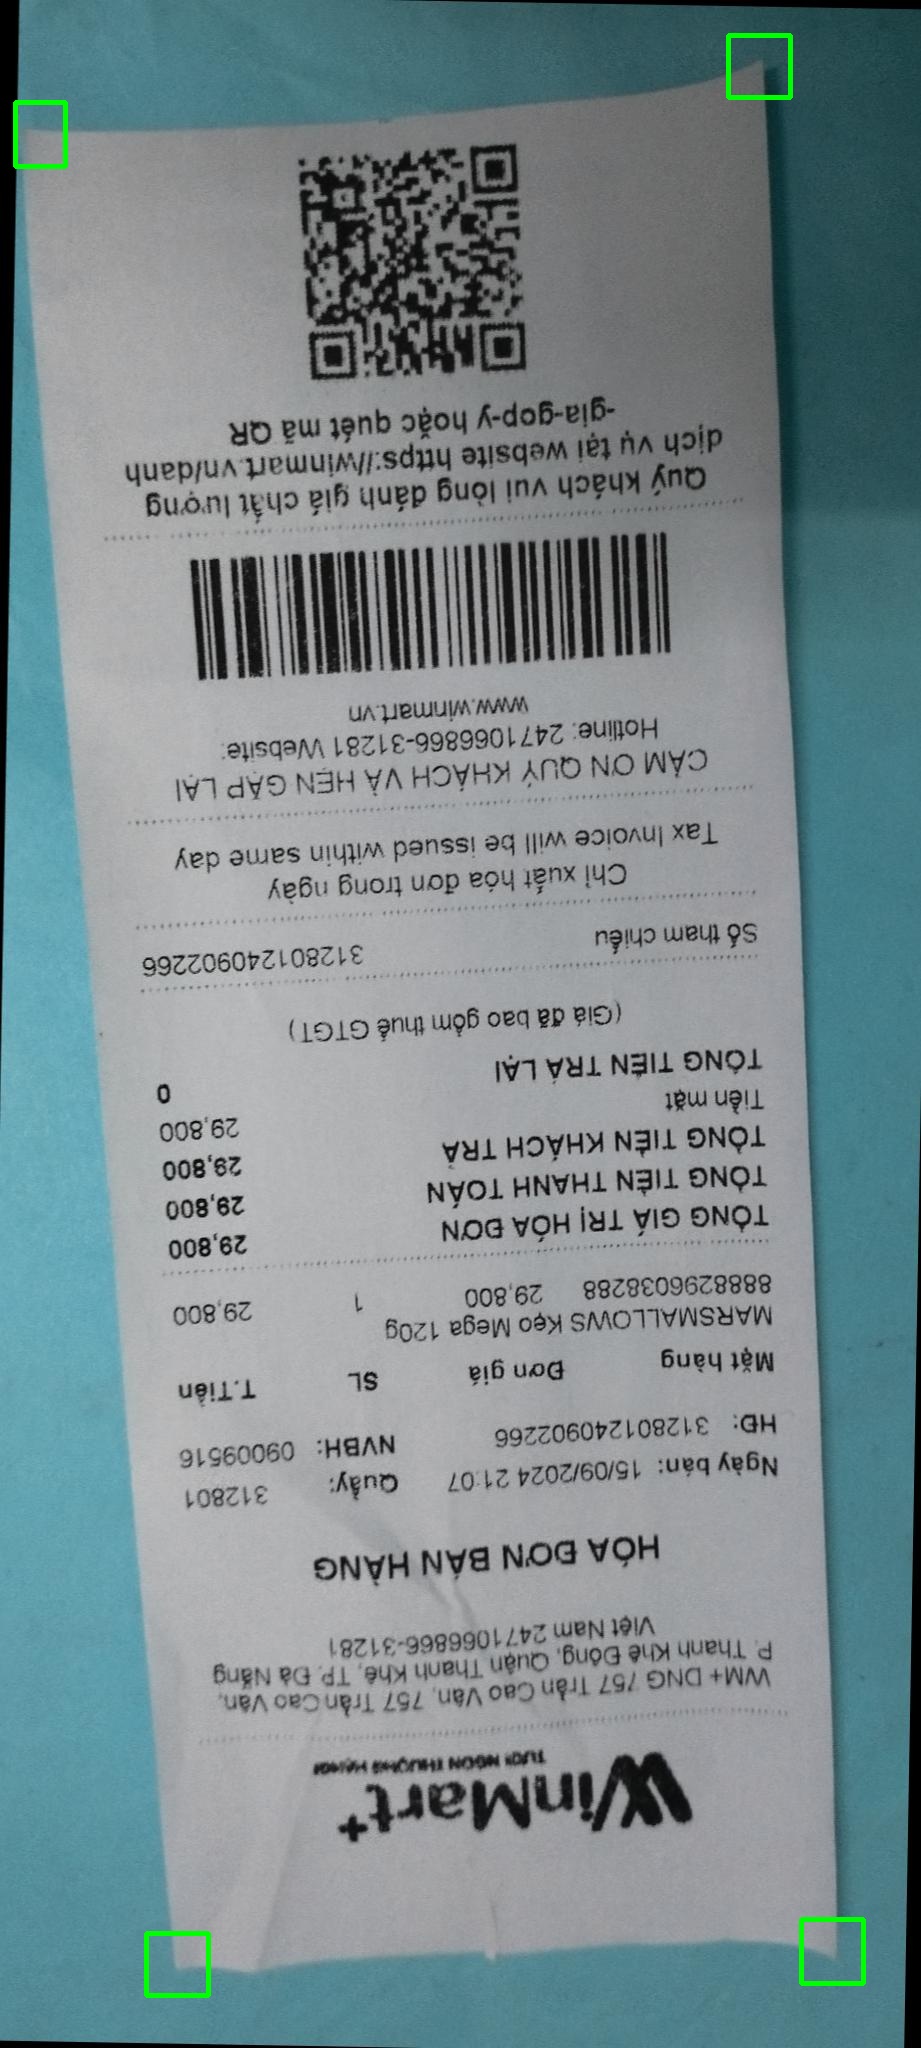 WinMart+
TƯƠI NGON THƯỢNG HẠNG!
WM+ DNG 757 Trần Cao Vân, 757 Trần Cao Vân,
P. Thanh Khê Đông, Quận Thanh Khê, TP. Đà Nẵng
Việt Nam 2471066866-31281
HÓA ĐƠN BÁN HÀNG
Ngày bán: 15/09/2024 21:07 Quầy: 312801
HĐ: 312801240902266 NVBH: 09009516
Mặt hàng Đơn giá SL T.Tiền
MARSMALLOWS Kẹo Mega 120g
8888296038288 29,800 1 29,800
TỔNG GIÁ TRỊ HÓA ĐƠN 29,800
TỔNG TIỀN THANH TOÁN 29,800
TỔNG TIỀN KHÁCH TRẢ 29,800
Tiền mặt 29,800
TỔNG TIỀN TRẢ LẠI 0
(Giá đã bao gồm thuế GTGT)
Số tham chiếu 312801240902266
Chỉ xuất hóa đơn trong ngày
Tax Invoice will be issued within same day
CẢM ƠN QUÝ KHÁCH VÀ HẸN GẶP LẠI
Hotline: 2471066866-31281 Website:
www.winmart.vn
Quý khách vui lòng đánh giá chất lượng
dịch vụ tại website https://winmart.vn/danh
-gia-gop-y hoặc quét mã QR